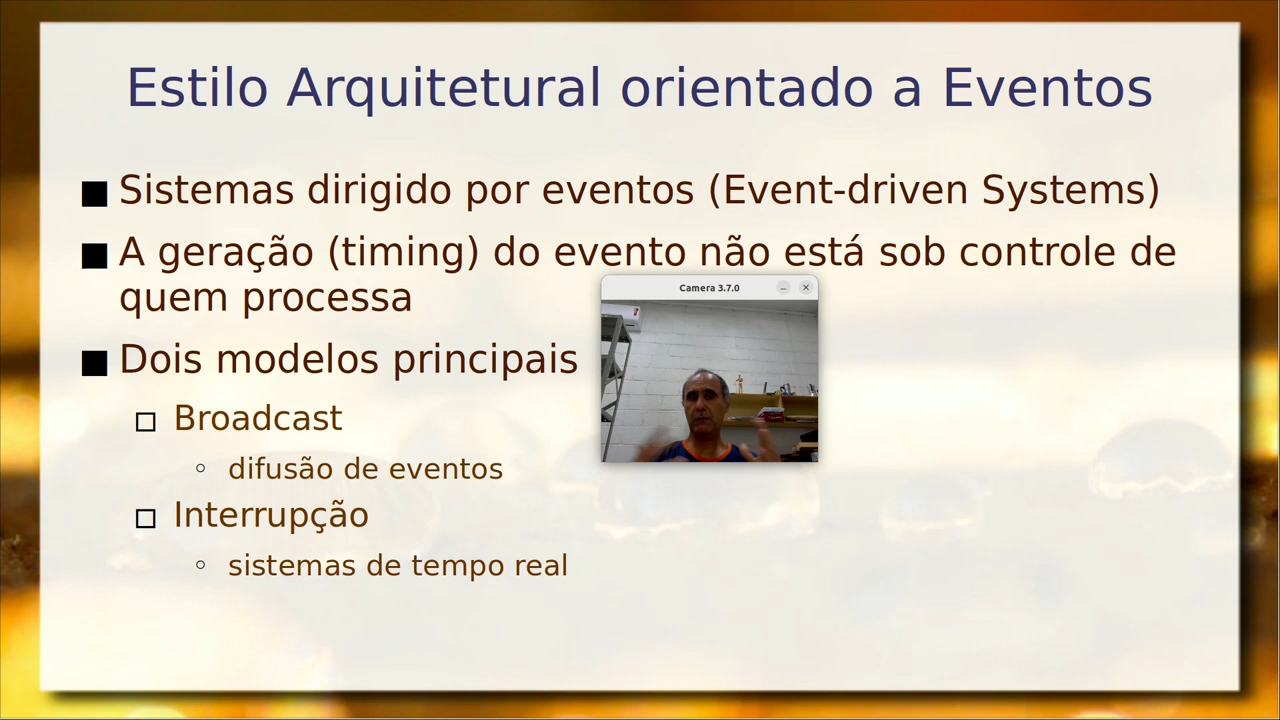 Estilo Arquitetural orientado a Eventos
Sistemas dirigido por eventos (Event-driven Systems)
A geração (timing) do evento não está sob controle de
quem processa
Camera 3.7.0
Dois modelos principais
Broadcast
difusão de eventos
Interrupção
sistemas de tempo real